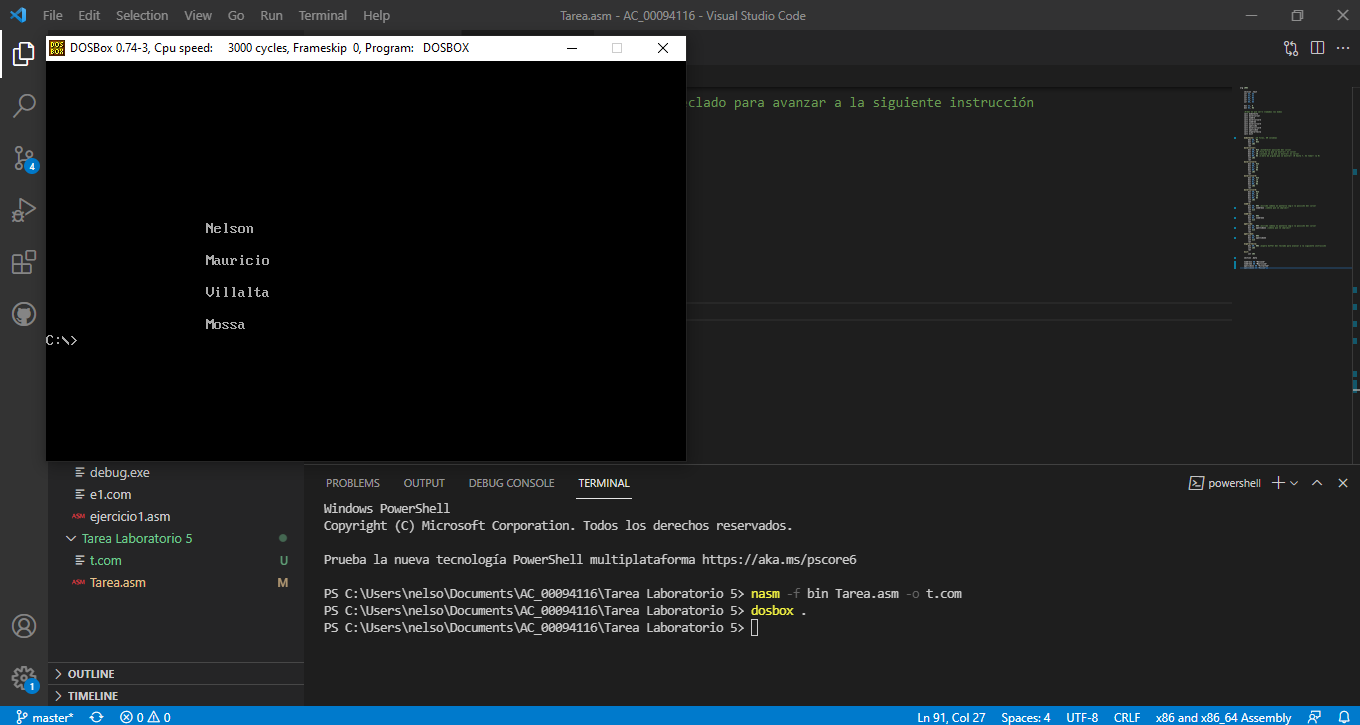 File Edit Selection View Go Run Terminal Help
Tarea.asm - AC_00094116 - Visual Studio Code
DOSBox 0.74-3, Cpu speed: 3000 cycles, Frameskip 0, Program: DOSBOX
clado para avanzar a la siguiente instrucción
4
Nelson
Mauricio
Villalta
Mossa
C:\>
debug.exe
e1.com
ASM ejercicio1.asm
Tarea Laboratorio 5
t.com U
ASM Tarea.asm M
OUTLINE
TIMELINE
1
PROBLEMS OUTPUT DEBUG CONSOLE TERMINAL
powershell
Windows PowerShell
Copyright (C) Microsoft Corporation. Todos los derechos reservados.
Prueba la nueva tecnología PowerShell multiplataforma https://aka.ms/pscore6
PS C:\Users\nelso\Documents\AC_00094116\Tarea Laboratorio 5> nasm -f bin Tarea.asm -o t.com
PS C:\Users\nelso\Documents\AC_00094116\Tarea Laboratorio 5> dosbox .
PS C:\Users\nelso\Documents\AC_00094116\Tarea Laboratorio 5>
master* 0 0 Ln 91, Col 27 Spaces: 4 UTF-8 CRLF x86 and x86_64 Assembly